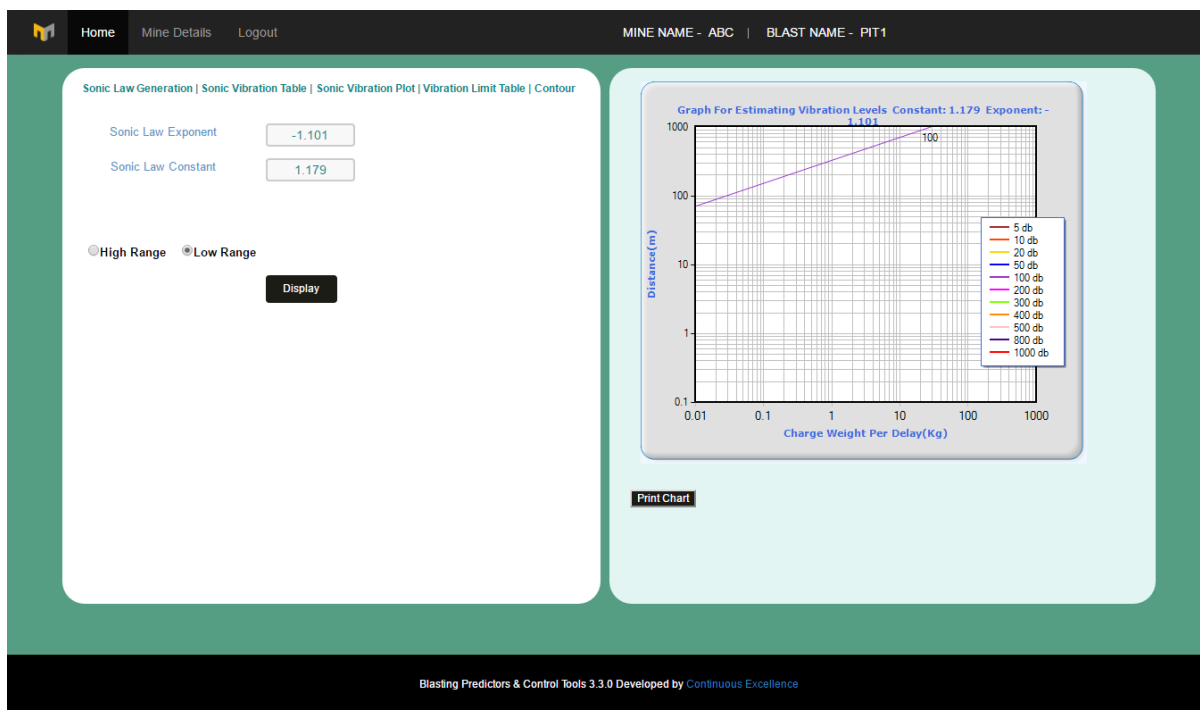 Home Mine Details Logout MINE NAME - ABC | BLAST NAME - PIT1
Sonic Law Generation | Sonic Vibration Table | Sonic Vibration Plot | Vibration Limit Table | Contour
Sonic Law Exponent -1.101
Sonic Law Constant 1.179
High Range Low Range
Display
Graph For Estimating Vibration Levels Constant: 1.179 Exponent: -
1.101
1000
100
10
1
0.1
Distance(m)
100
0.01 0.1 1 10 100 1000
Charge Weight Per Delay(Kg)
5 db
10 db
20 db
50 db
100 db
200 db
300 db
400 db
500 db
800 db
1000 db
Print Chart
Blasting Predictors & Control Tools 3.3.0 Developed by Continuous Excellence